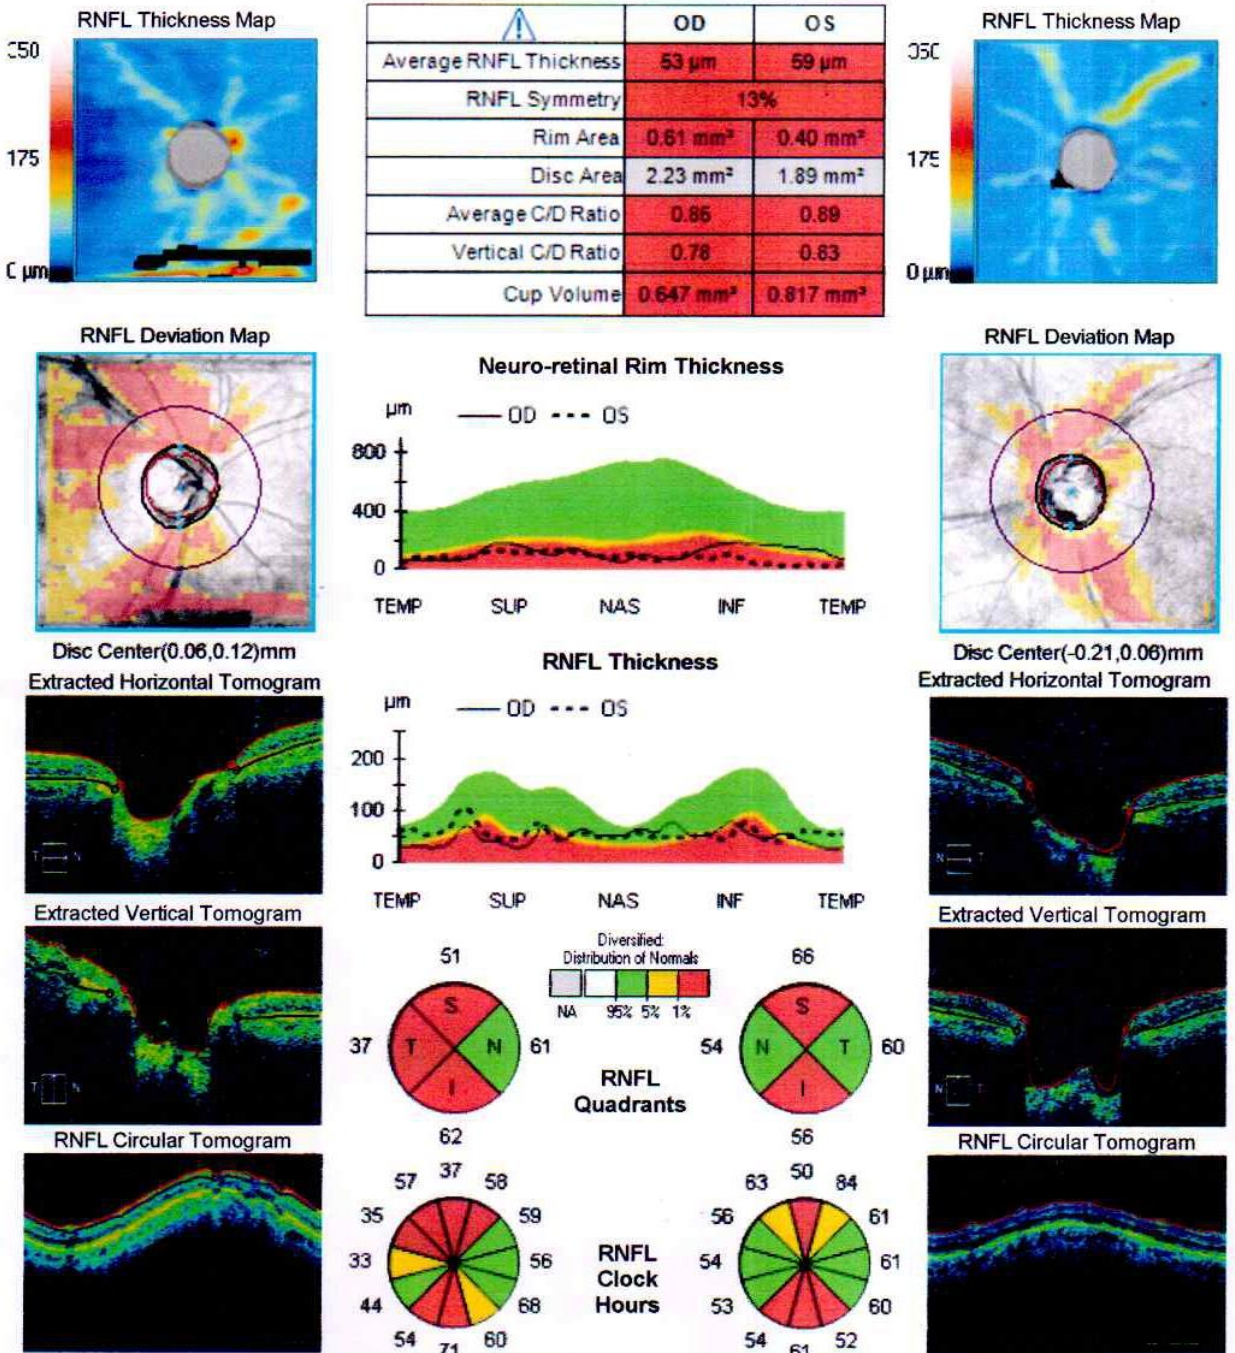 RNFL Thickness Map
350
175
0 µm
OD OS
Average RNFL Thickness 53 µm 59 µm
RNFL Symmetry 13%
Rim Area 0.61 mm² 0.40 mm²
Disc Area 2.23 mm² 1.89 mm²
Average C/D Ratio 0.86 0.89
Vertical C/D Ratio 0.78 0.83
Cup Volume 0.647 mm³ 0.817 mm³
RNFL Thickness Map
350
175
0 µm
RNFL Deviation Map
Disc Center(0.06,0.12)mm
Neuro-retinal Rim Thickness
µm OD OS
800
400
0
TEMP SUP NAS INF TEMP
RNFL Deviation Map
Disc Center(-0.21,0.06)mm
Extracted Horizontal Tomogram
T N
RNFL Thickness
µm OD OS
200
100
0
TEMP SUP NAS INF TEMP
Extracted Horizontal Tomogram
N T
Extracted Vertical Tomogram
T N
Diversified:
Distribution of Normals
NA 95% 5% 1%
51
S
37 T N 61
I
62
RNFL
Quadrants
66
S
54 N T 60
I
56
Extracted Vertical Tomogram
N T
RNFL Circular Tomogram
57 37 58
35 59
33 56
44 68
54 71 60
RNFL
Clock
Hours
63 50 84
56 61
54 61
53 60
54 61 52
RNFL Circular Tomogram